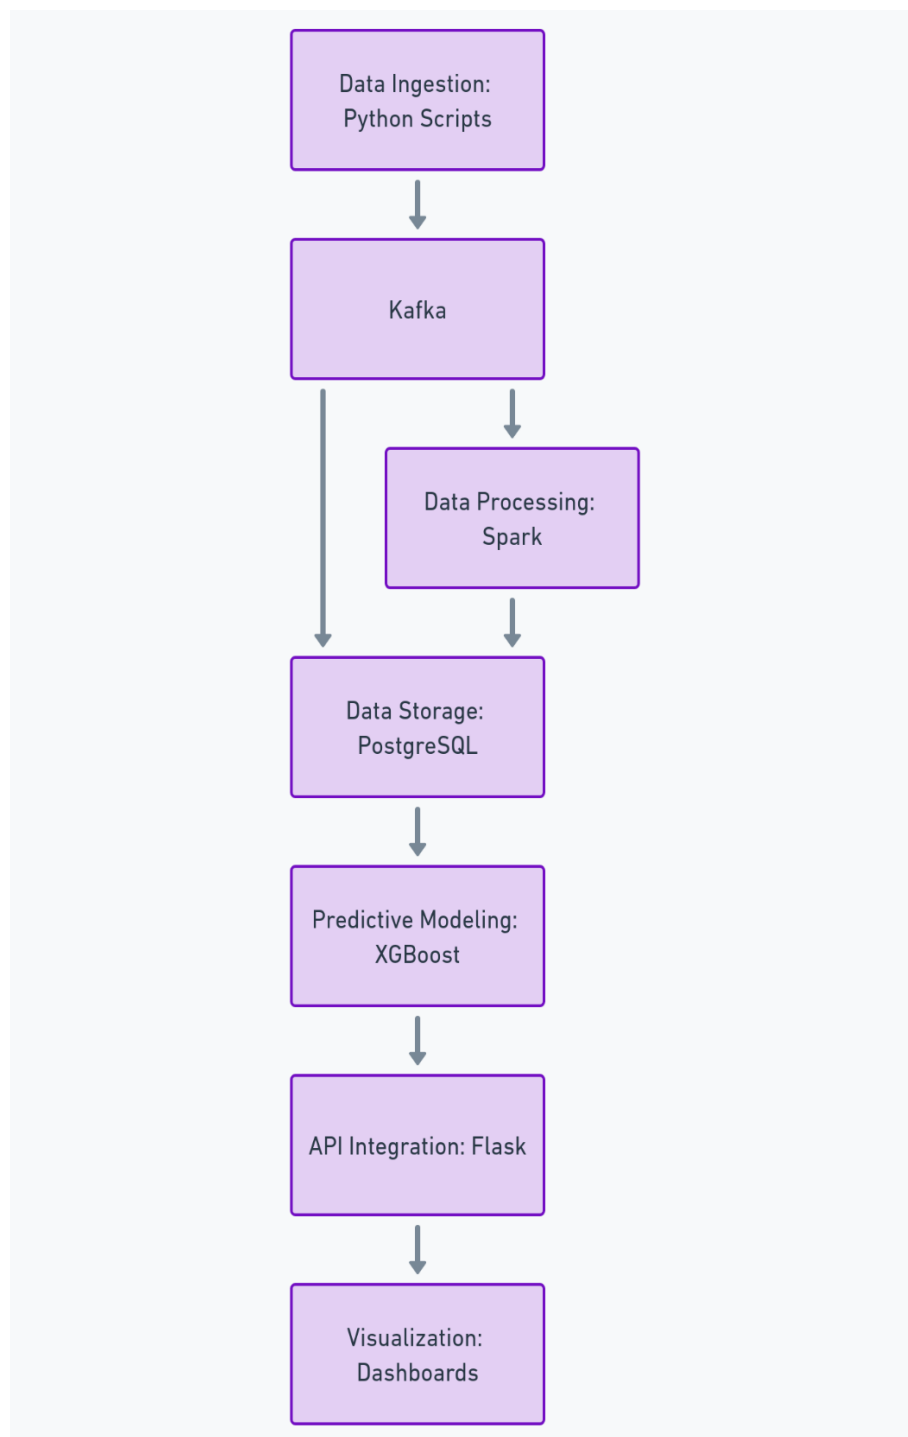 Data Ingestion:
Python Scripts
Kafka
Data Processing:
Spark
Data Storage:
PostgreSQL
Predictive Modeling:
XGBoost
API Integration: Flask
Visualization:
Dashboards